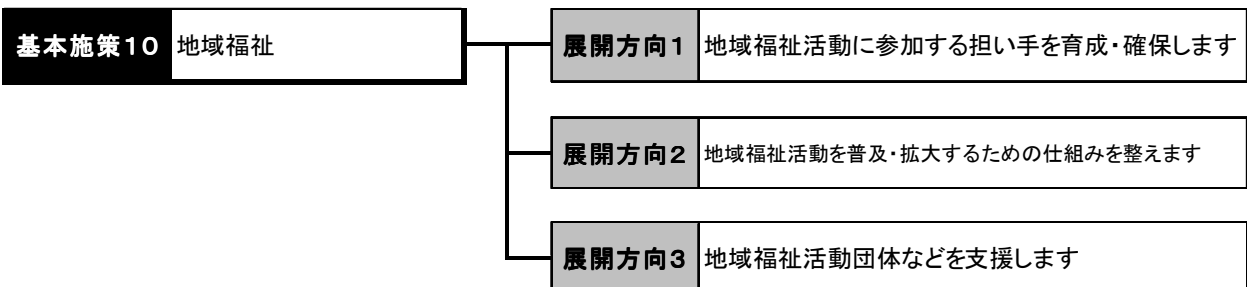 基本施策10 地域福祉
展開方向1 地域福祉活動に参加する担い手を育成・確保します
展開方向2 地域福祉活動を普及・拡大するための仕組みを整えます
展開方向3 地域福祉活動団体などを支援します